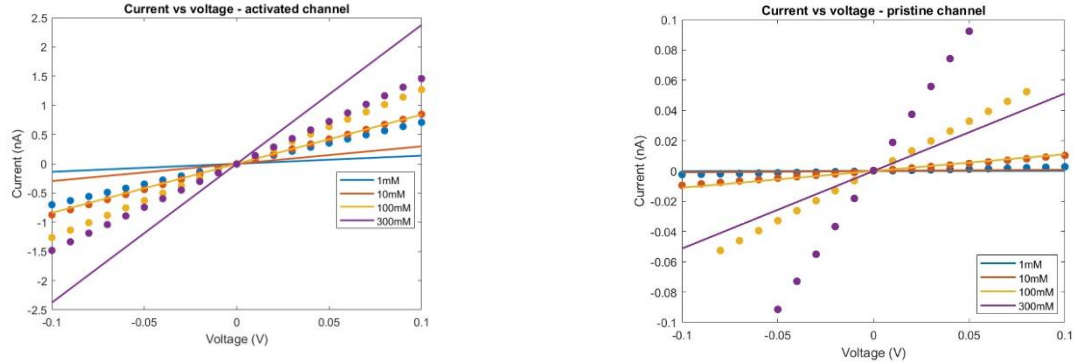 Current vs voltage - activated channel
2.5
2
1.5
1
0.5
0
-0.5
-1
-1.5
-2
-2.5
Current (nA)
1mM
10mM
100mM
300mM
-0.1
-0.05
0
0.05
0.1
Voltage (V)
Current vs voltage - pristine channel
0.1
0.08
0.06
0.04
0.02
0
-0.02
-0.04
-0.06
-0.08
-0.1
Current (nA)
1mM
10mM
100mM
300mM
-0.1
-0.05
0
0.05
0.1
Voltage (V)